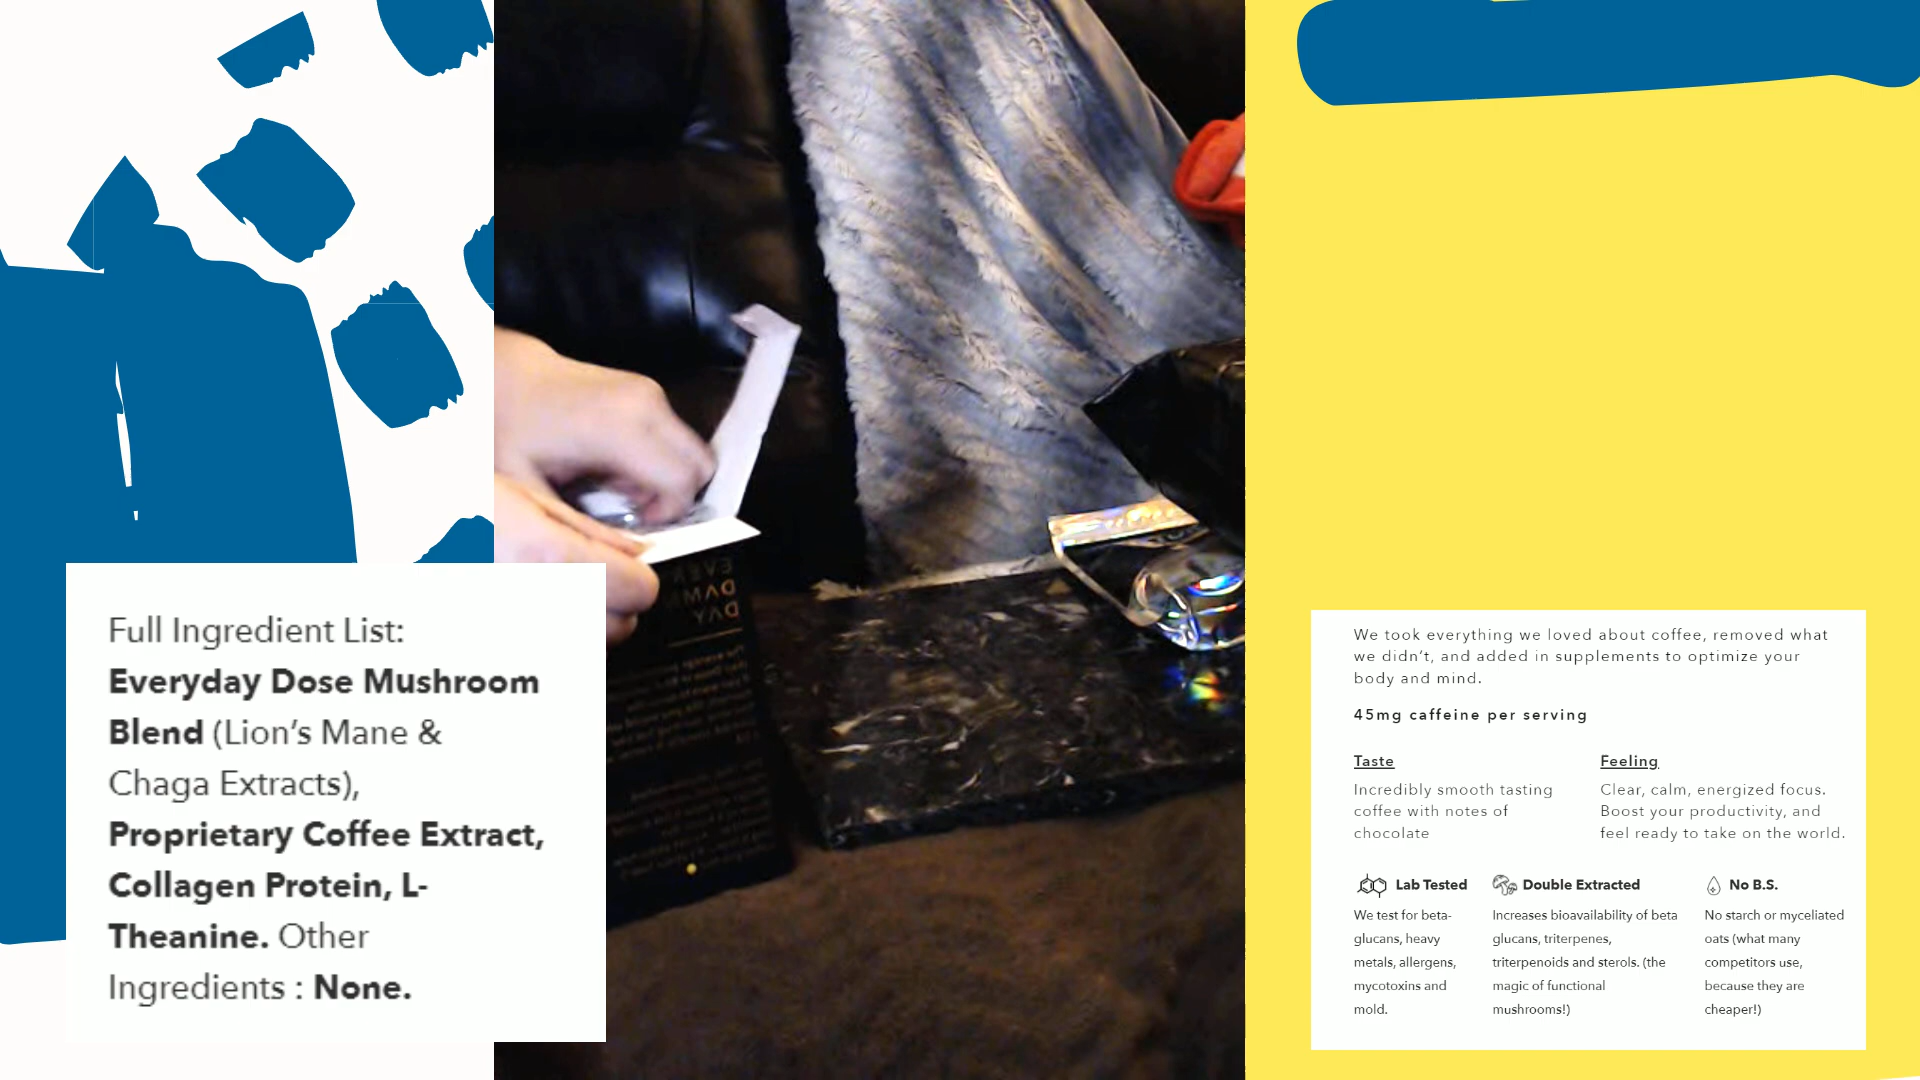 Full Ingredient List:
Everyday Dose Mushroom
Blend (Lion's Mane &
Chaga Extracts),
Proprietary Coffee Extract,
Collagen Protein, L-
Theanine. Other
Ingredients : None.
EVERY
DAMN
DAY
We took everything we loved about coffee, removed what
we didn't, and added in supplements to optimize your
body and mind.
45mg caffeine per serving
Taste
Incredibly smooth tasting
coffee with notes of
chocolate
Feeling
Clear, calm, energized focus.
Boost your productivity, and
feel ready to take on the world.
Lab Tested
We test for beta-
glucans, heavy
metals, allergens,
mycotoxins and
mold.
Double Extracted
Increases bioavailability of beta
glucans, triterpenes,
triterpenoids and sterols. (the
magic of functional
mushrooms!)
No B.S.
No starch or myceliated
oats (what many
competitors use,
because they are
cheaper!)